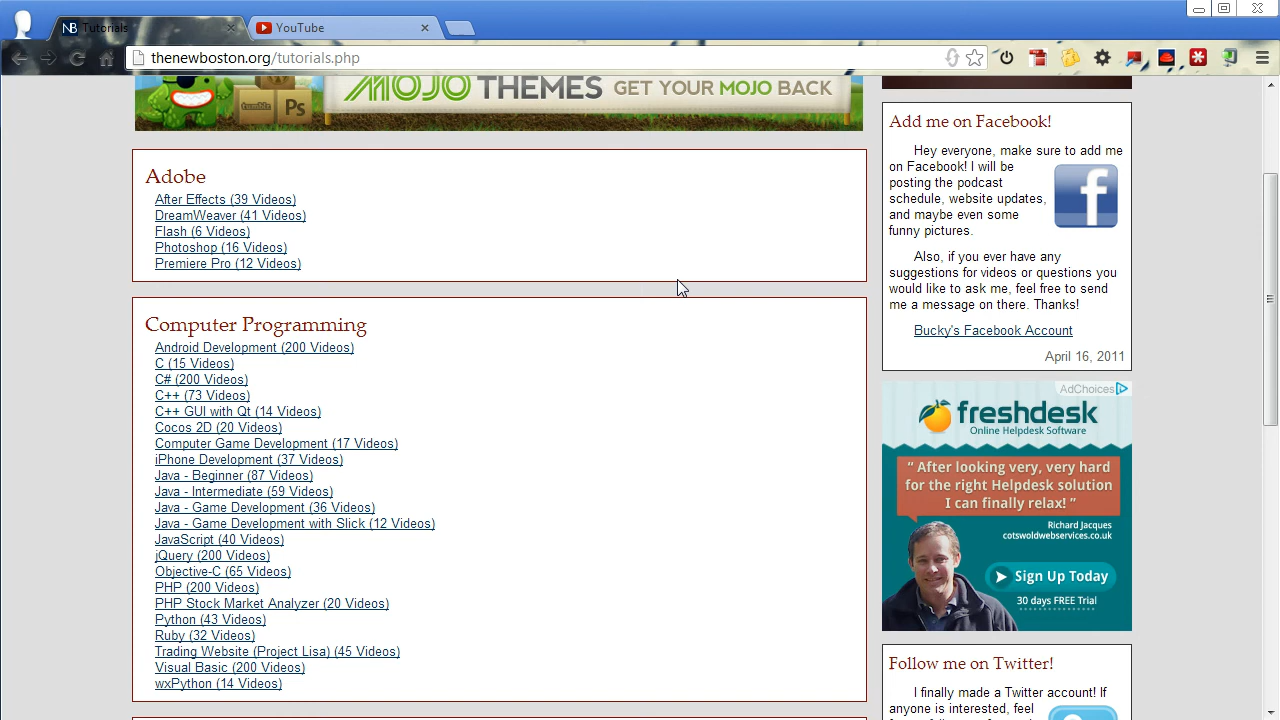 NB Tutorials
YouTube
thenewboston.org/tutorials.php
MOJO THEMES GET YOUR MOJO BACK
tumblr
Ps
Adobe
After Effects (39 Videos)
DreamWeaver (41 Videos)
Flash (6 Videos)
Photoshop (16 Videos)
Premiere Pro (12 Videos)
Computer Programming
Android Development (200 Videos)
C (15 Videos)
C# (200 Videos)
C++ (73 Videos)
C++ GUI with Qt (14 Videos)
Cocos 2D (20 Videos)
Computer Game Development (17 Videos)
iPhone Development (37 Videos)
Java - Beginner (87 Videos)
Java - Intermediate (59 Videos)
Java - Game Development (36 Videos)
Java - Game Development with Slick (12 Videos)
JavaScript (40 Videos)
jQuery (200 Videos)
Objective-C (65 Videos)
PHP (200 Videos)
PHP Stock Market Analyzer (20 Videos)
Python (43 Videos)
Ruby (32 Videos)
Trading Website (Project Lisa) (45 Videos)
Visual Basic (200 Videos)
wxPython (14 Videos)
Add me on Facebook!
Hey everyone, make sure to add me
on Facebook! I will be
posting the podcast
schedule, website updates,
and maybe even some
funny pictures.
Also, if you ever have any
suggestions for videos or questions you
would like to ask me, feel free to send
me a message on there. Thanks!
Bucky's Facebook Account
April 16, 2011
AdChoices
freshdesk
Online Helpdesk Software
“ After looking very, very hard
for the right Helpdesk solution
I can finally relax! ”
Richard Jacques
cotswoldwebservices.co.uk
Sign Up Today
30 days FREE Trial
Follow me on Twitter!
I finally made a Twitter account! If
anyone is interested, feel